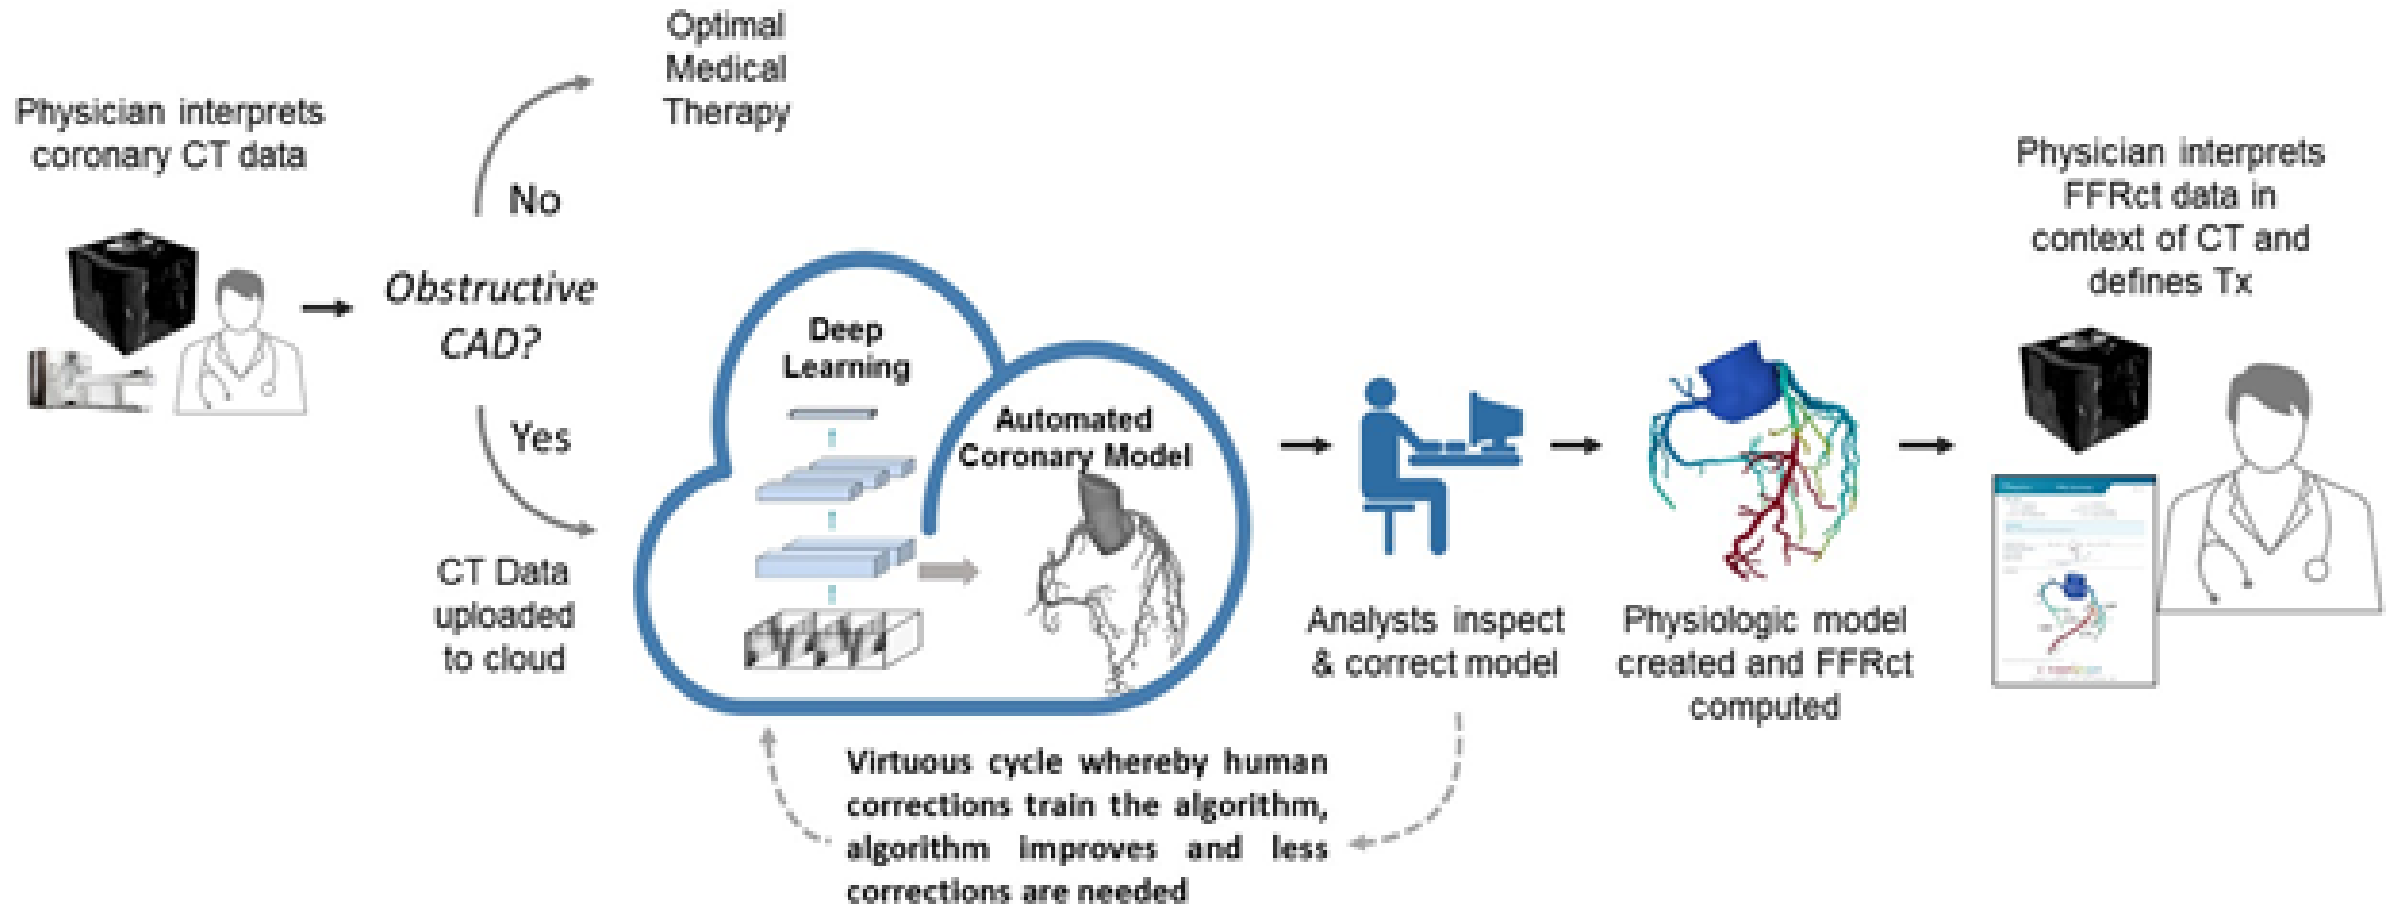 Physician interprets
coronary CT data
Obstructive
CAD?
No
Optimal
Medical
Therapy
Yes
CT Data
uploaded
to cloud
Deep
Learning
Automated
Coronary Model
Analysts inspect
& correct model
Virtuous cycle whereby human
corrections train the algorithm,
algorithm improves and less
corrections are needed
Physiologic model
created and FFRct
computed
Physician interprets
FFRct data in
context of CT and
defines Tx